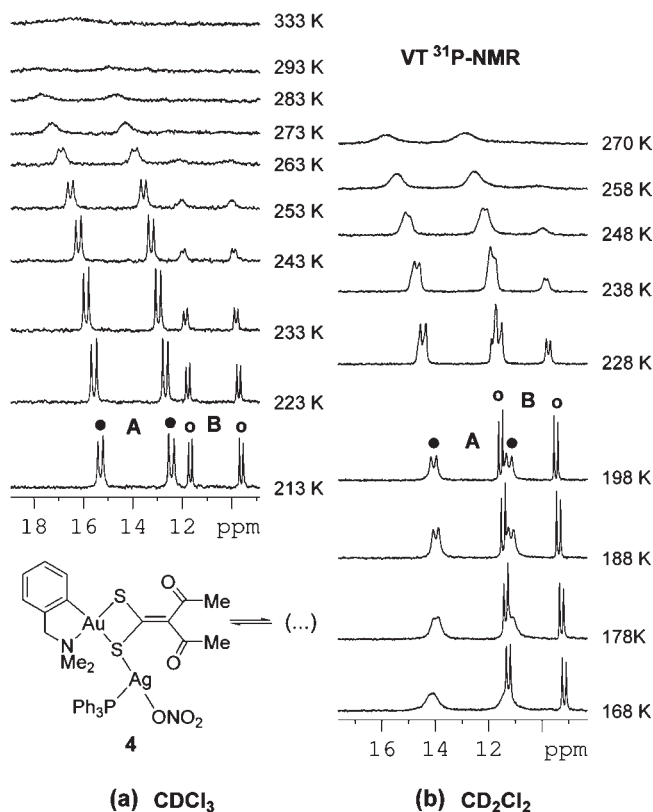 333 K
293 K
283 K
273 K
263 K
253 K
243 K
233 K
223 K
● A ● o B o
213 K
18 16 14 12 ppm
S
O
Me
Au
Me
N
Me2
S
O
Ag
Ph3P
ONO2
(...)
4
(a) CDCl3
VT 31P-NMR
270 K
258 K
248 K
238 K
228 K
o B o
● A ●
198 K
188 K
178K
168 K
16 14 12 ppm
(b) CD2Cl2